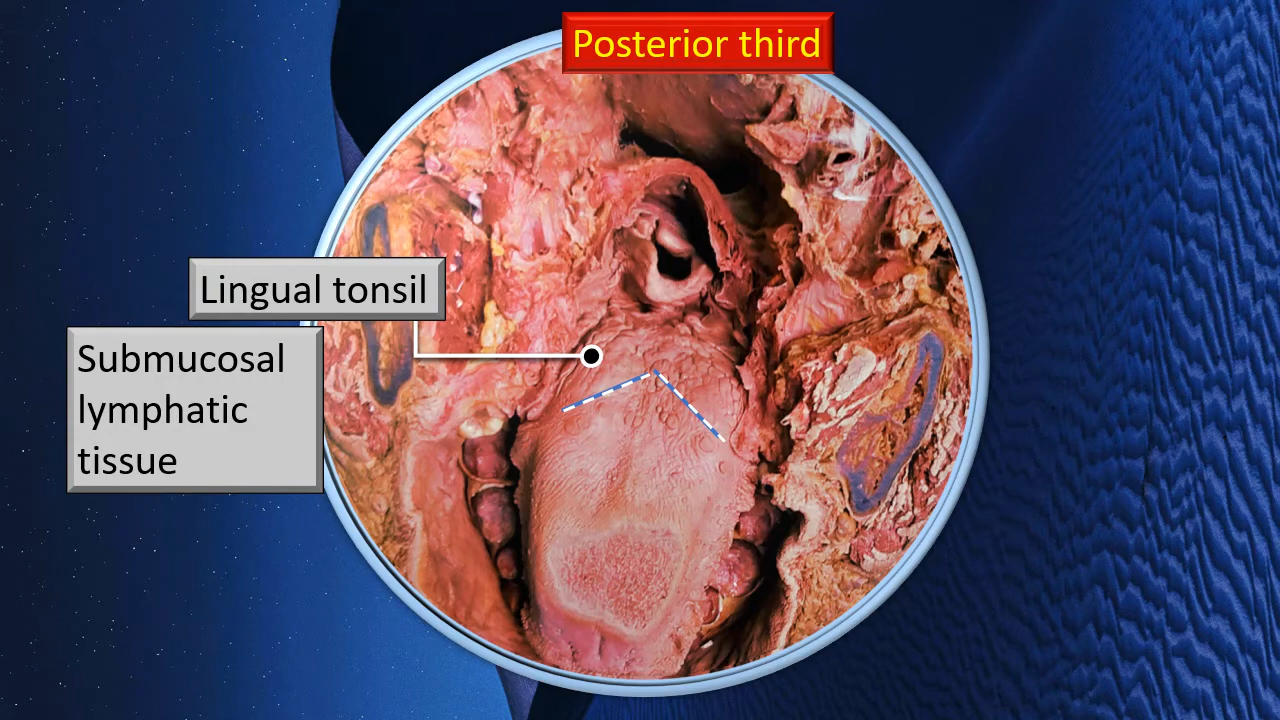 Posterior third
Lingual tonsil
Submucosal
lymphatic
tissue